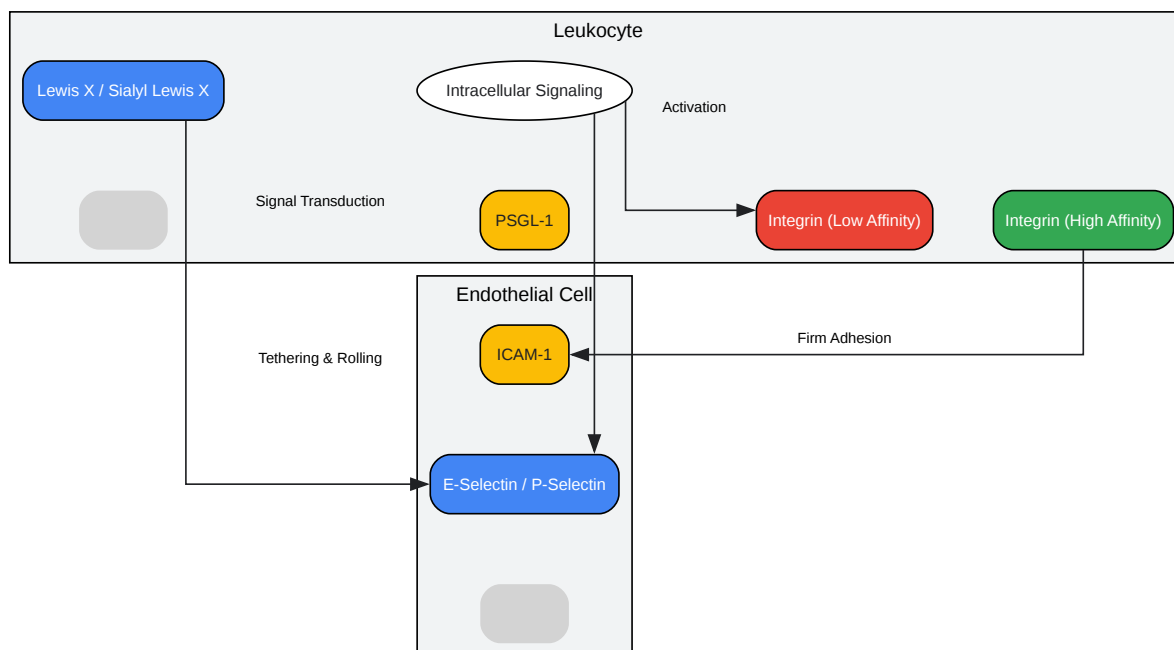 Leukocyte
Lewis X / Sialyl Lewis X
Intracellular Signaling
Activation
Signal Transduction
PSGL-1
Integrin (Low Affinity)
Integrin (High Affinity)
Endothelial Cell
ICAM-1
Firm Adhesion
Tethering & Rolling
E-Selectin / P-Selectin